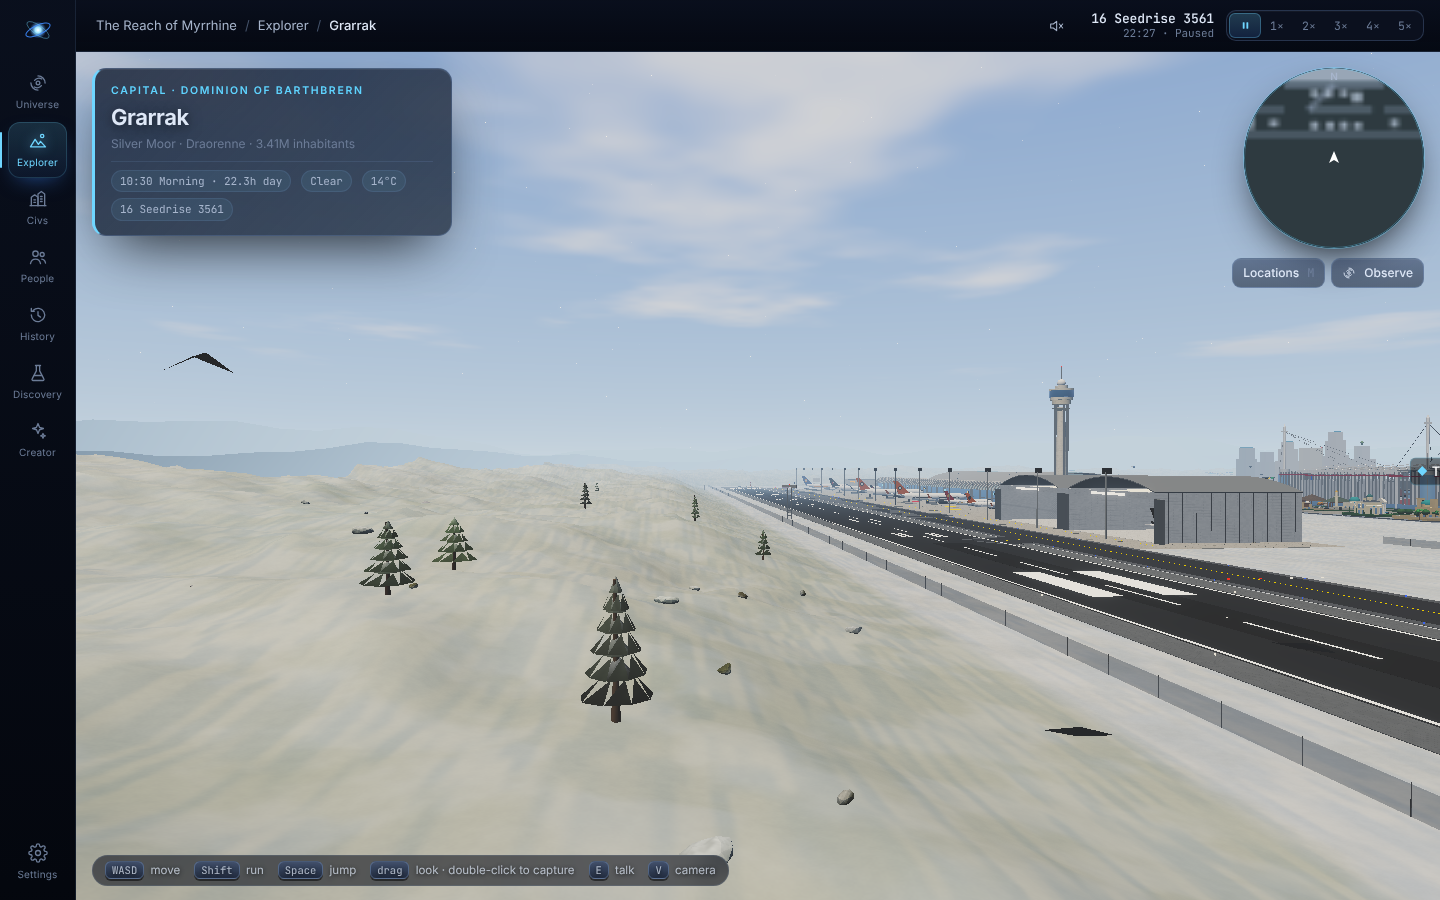 The Reach of Myrrhine / Explorer / Grarrak
16 Seedrise 3561
22:27 · Paused
1× 2× 3× 4× 5×
Universe
Explorer
Civs
People
History
Discovery
Creator
Settings
CAPITAL · DOMINION OF BARTHBRERN
Grarrak
Silver Moor · Draorenne · 3.41M inhabitants
10:30 Morning · 22.3h day
Clear
14°C
16 Seedrise 3561
N
Locations M
Observe
T
WASD move Shift run Space jump drag look · double-click to capture E talk V camera